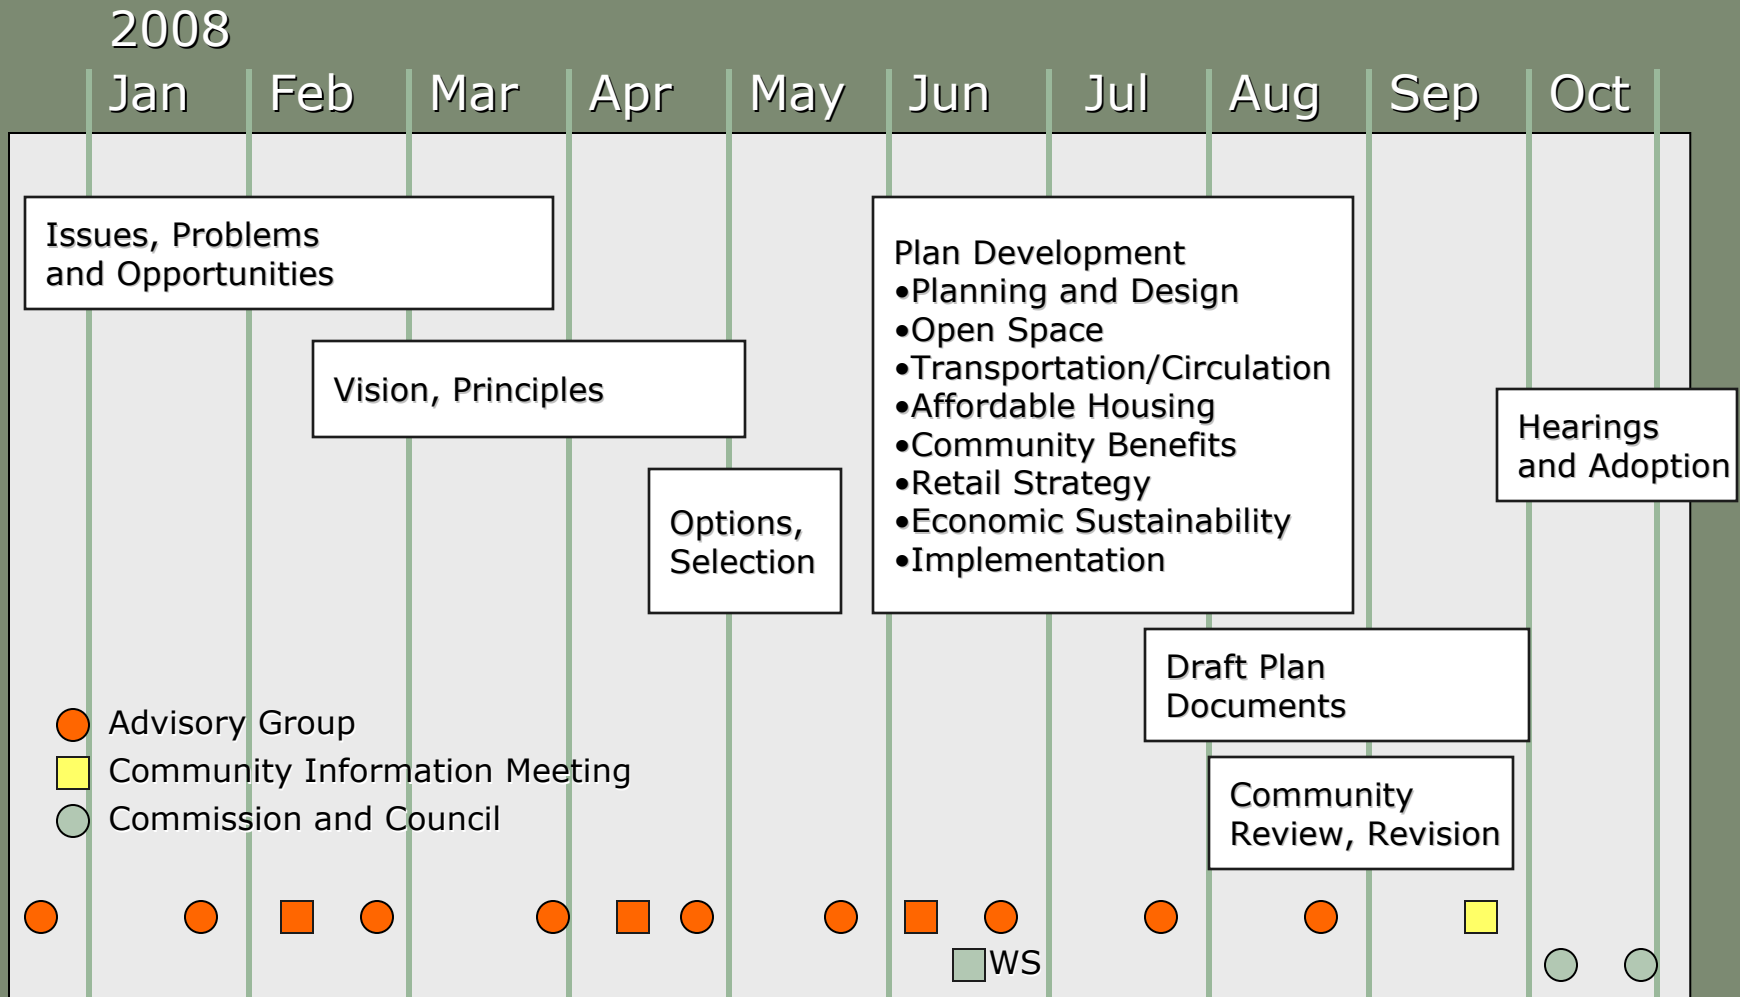 2008
Jan Feb Mar Apr May Jun Jul Aug Sep Oct
Issues, Problems
and Opportunities
Vision, Principles
Options,
Selection
Plan Development
•Planning and Design
•Open Space
•Transportation/Circulation
•Affordable Housing
•Community Benefits
•Retail Strategy
•Economic Sustainability
•Implementation
Hearings
and Adoption
Draft Plan
Documents
Community
Review, Revision
Advisory Group
Community Information Meeting
Commission and Council
WS